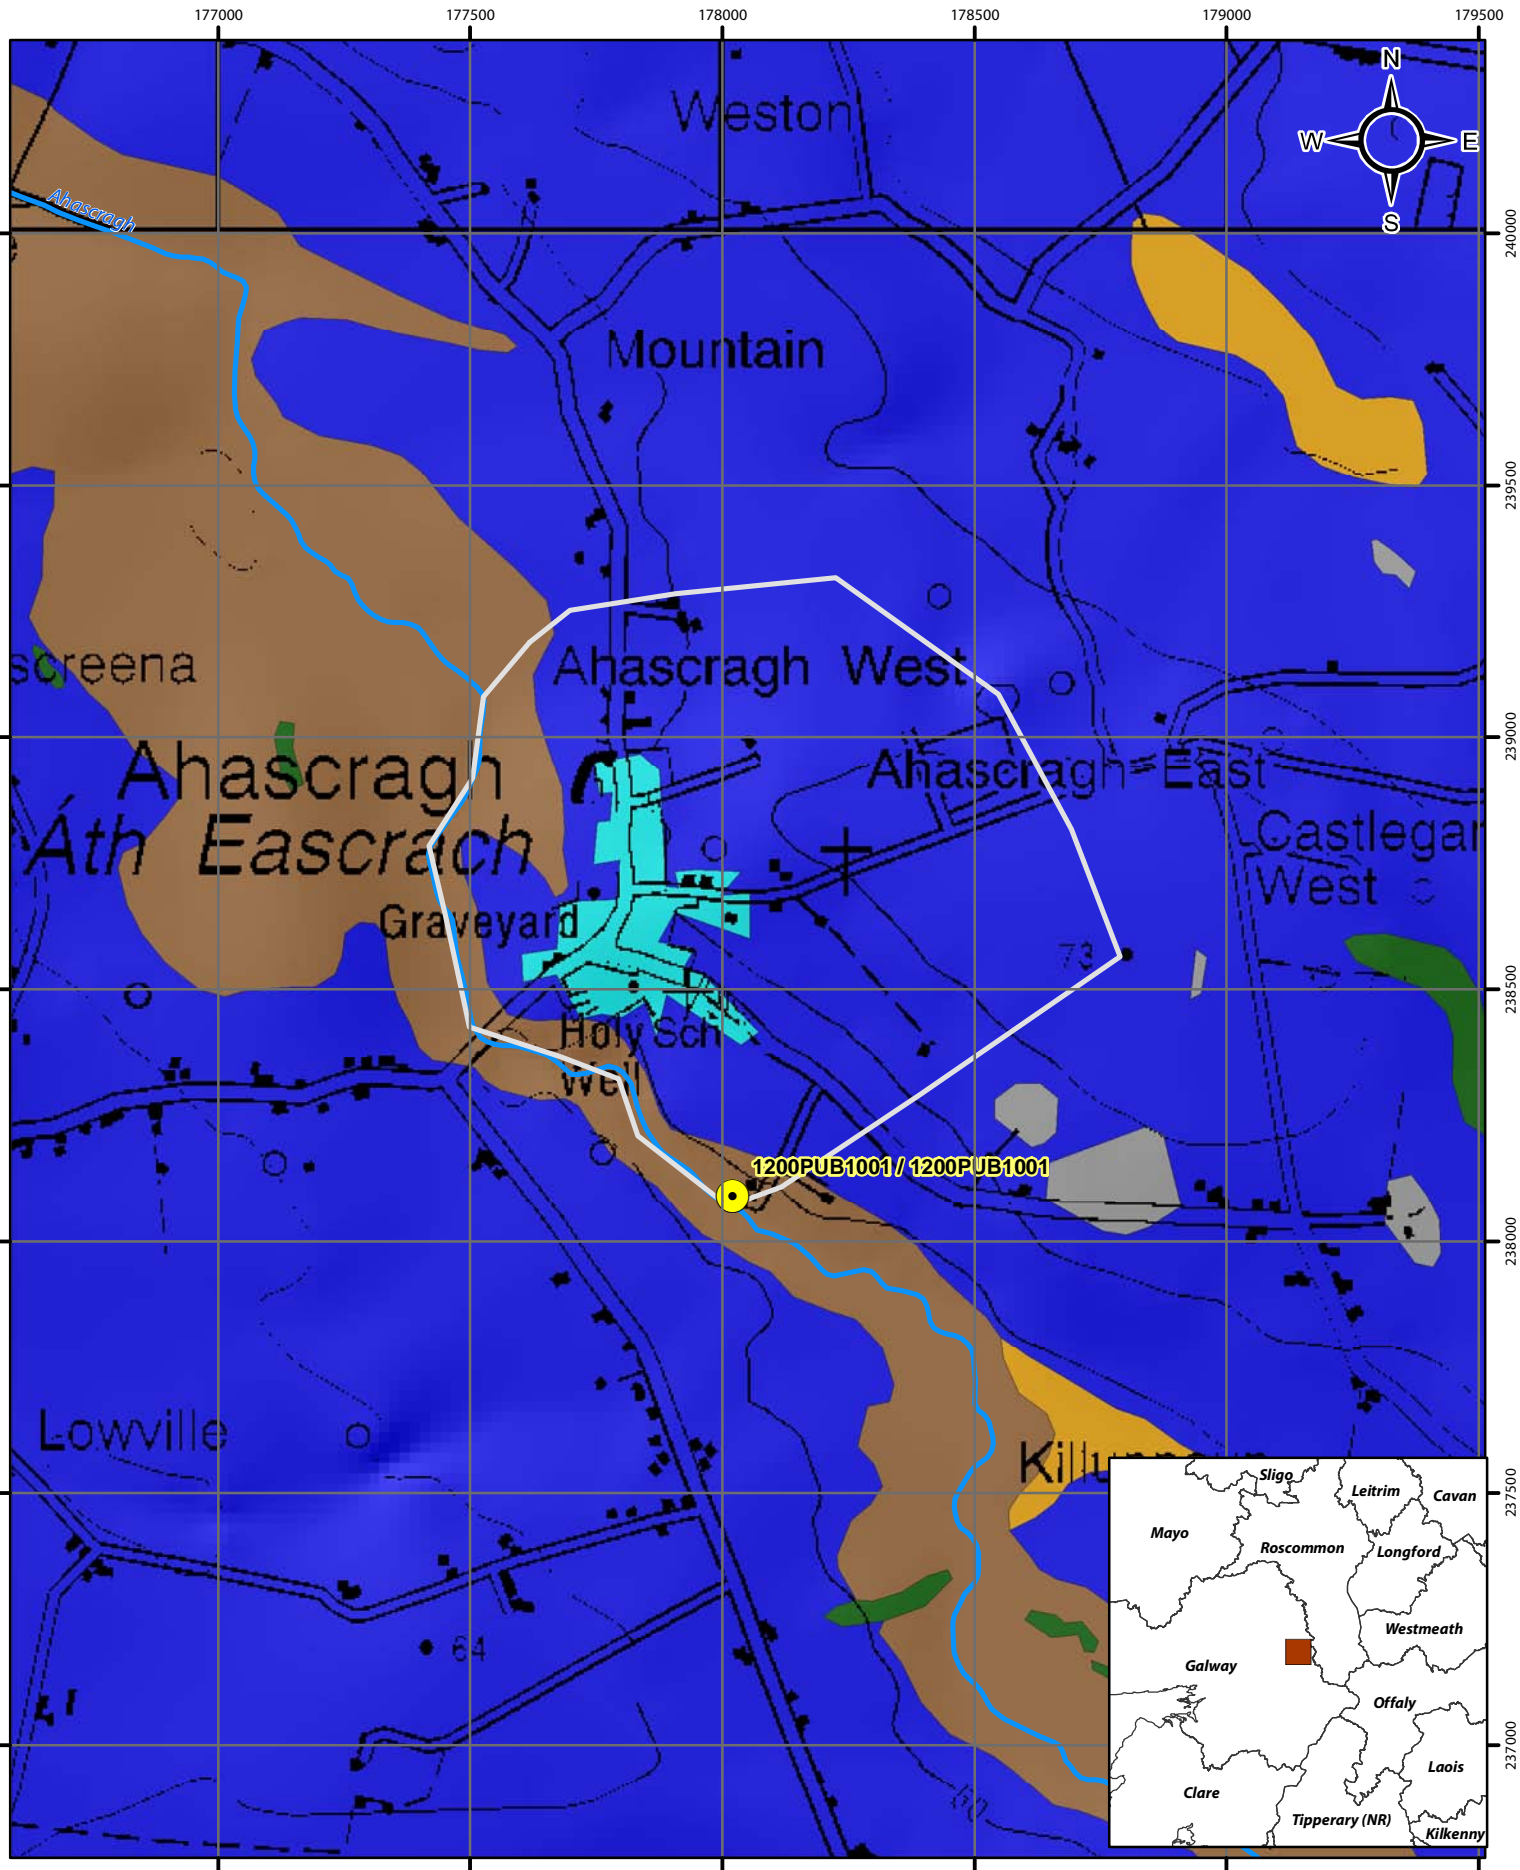 177000 177500 178000 178500 179000 179500
N
W E
S
Weston
Ahascragh
240000
Mountain
239500
screena
Ahascragh West
239000
Ahascragh
Ahascragh East
Áth Eascrach
Castlegar
West
Graveyard
73
238500
Holy Sch
Well
1200PUB1001 / 1200PUB1001
238000
Lowville
237500
64
60
237000
Sligo
Leitrim
Cavan
Mayo
Roscommon
Longford
Westmeath
Galway
Offaly
Laois
Clare
Tipperary (NR)
Kilkenny